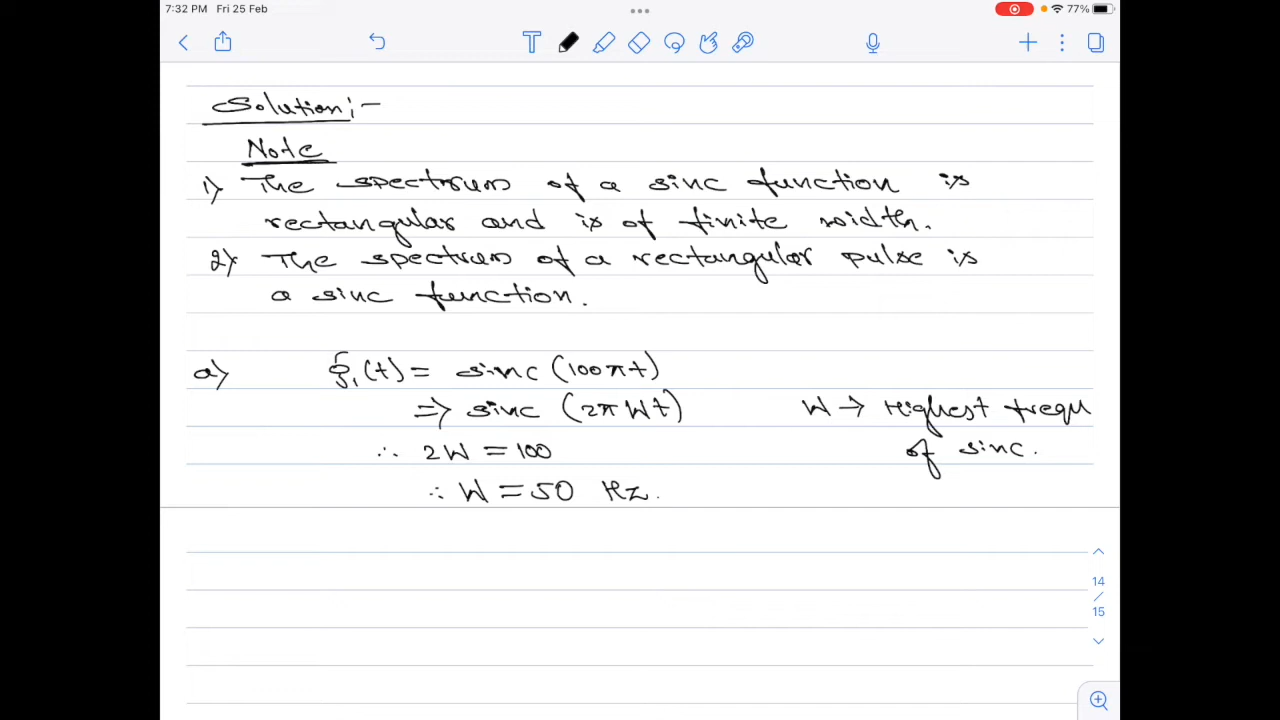 7:32 PM Fri 25 Feb
77%
Solution;-
Note
1) The spectrum of a sinc function is
rectangular and is of finite width.
2) The spectrum of a rectangular pulse is
a sinc function.
a) g₁(t) = sinc (100πt)
=> sinc (2πWt) W → Highest frequ
∴ 2W = 100 of sinc.
∴ W = 50 Hz.
14
/
15